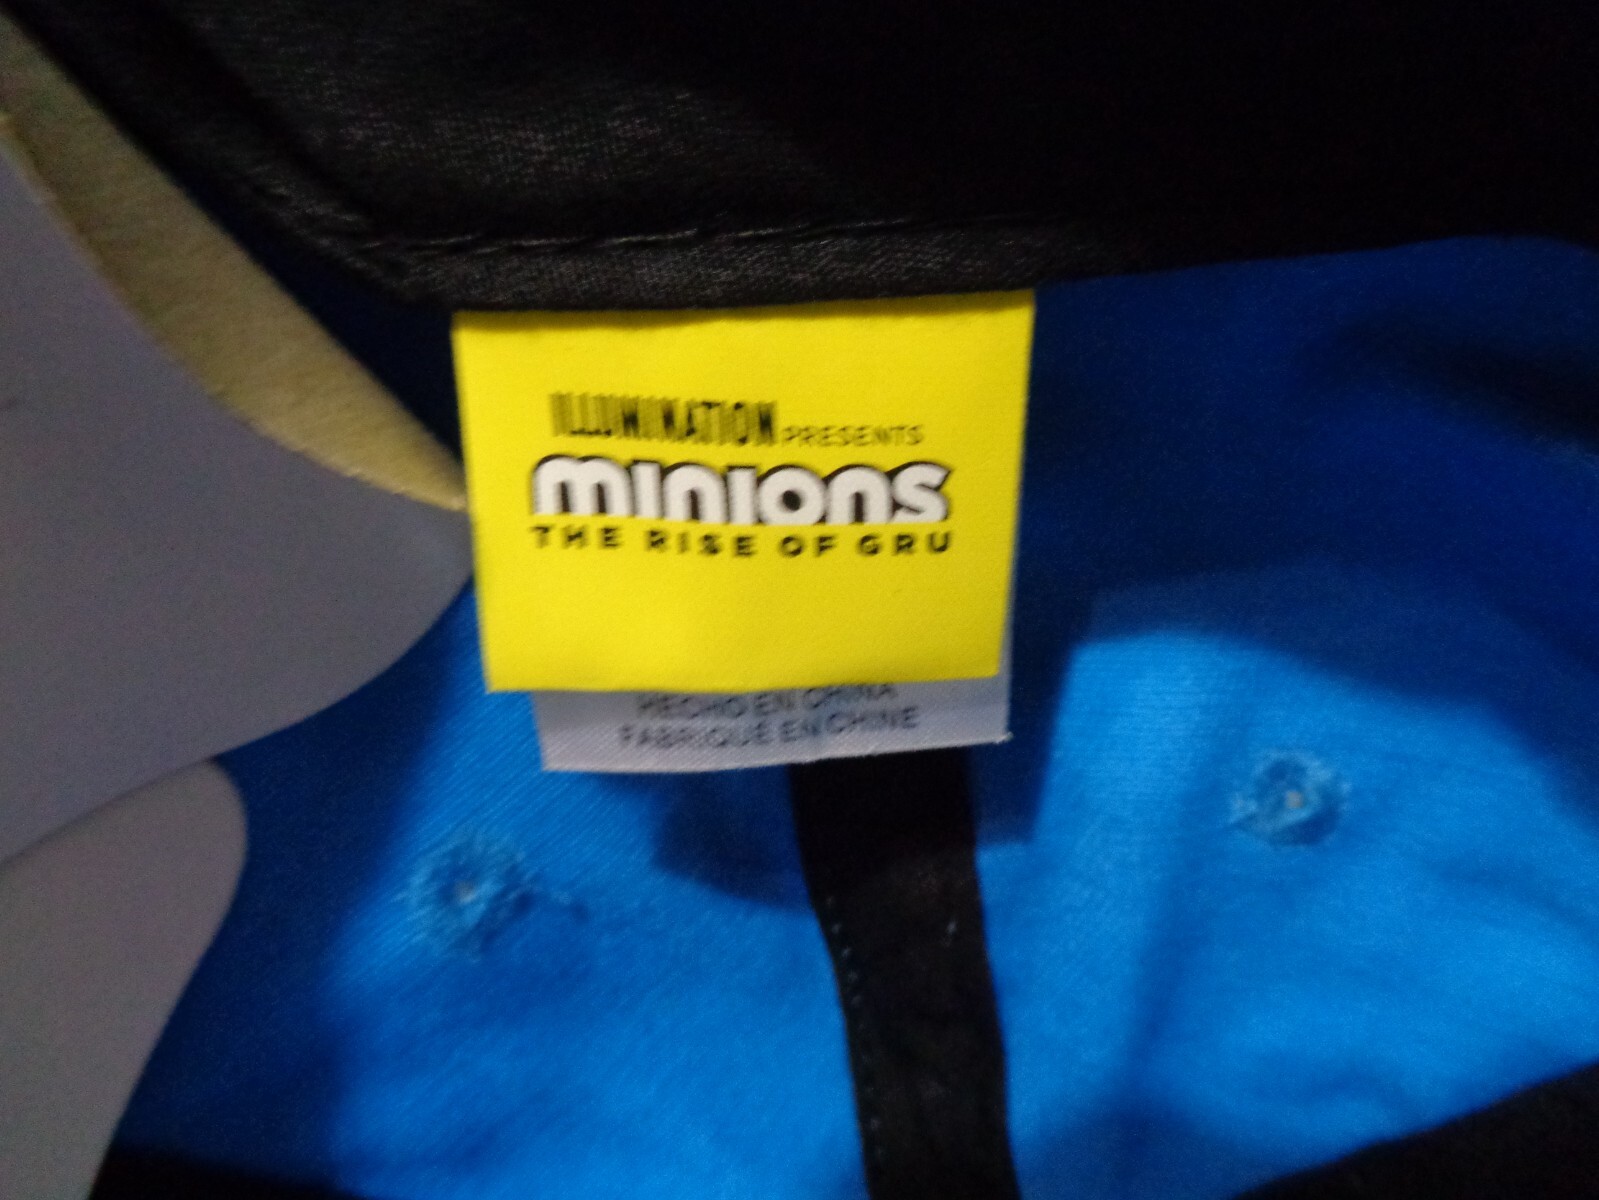 ILLUMINATION PRESENTS
minions
THE RISE OF GRU
HECHO EN CHINA
FABRIQUÉ EN CHINE